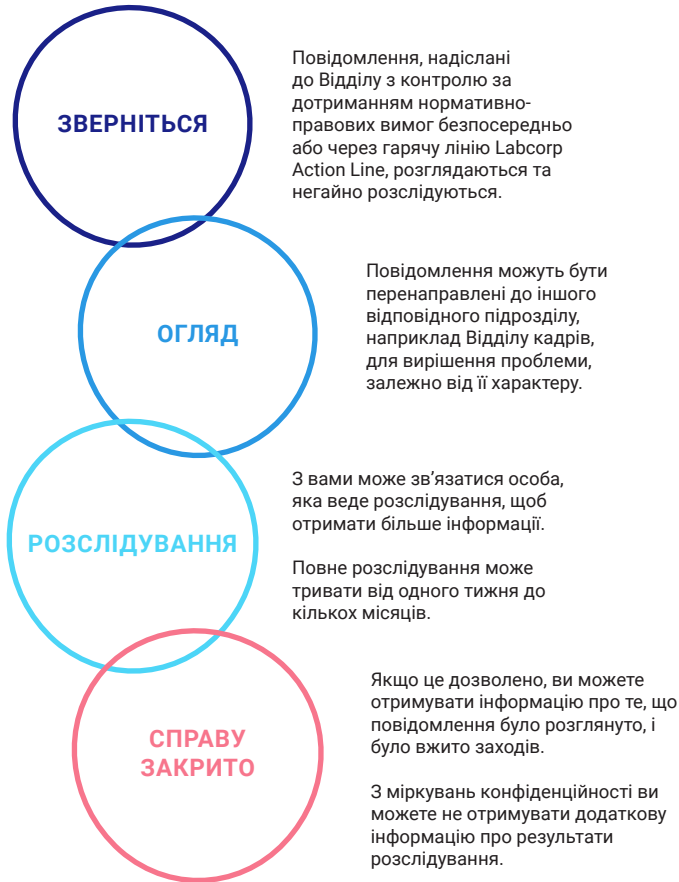 ЗВЕРНІТЬСЯ
Повідомлення, надіслані
до Відділу з контролю за
дотриманням нормативно-
правових вимог безпосередньо
або через гарячу лінію Labcorp
Action Line, розглядаються та
негайно розслідуються.
ОГЛЯД
Повідомлення можуть бути
перенаправлені до іншого
відповідного підрозділу,
наприклад Відділу кадрів,
для вирішення проблеми,
залежно від її характеру.
РОЗСЛІДУВАННЯ
З вами може зв’язатися особа,
яка веде розслідування, щоб
отримати більше інформації.
Повне розслідування може
тривати від одного тижня до
кількох місяців.
СПРАВУ
ЗАКРИТО
Якщо це дозволено, ви можете
отримувати інформацію про те, що
повідомлення було розглянуто, і
було вжито заходів.
З міркувань конфіденційності ви
можете не отримувати додаткову
інформацію про результати
розслідування.